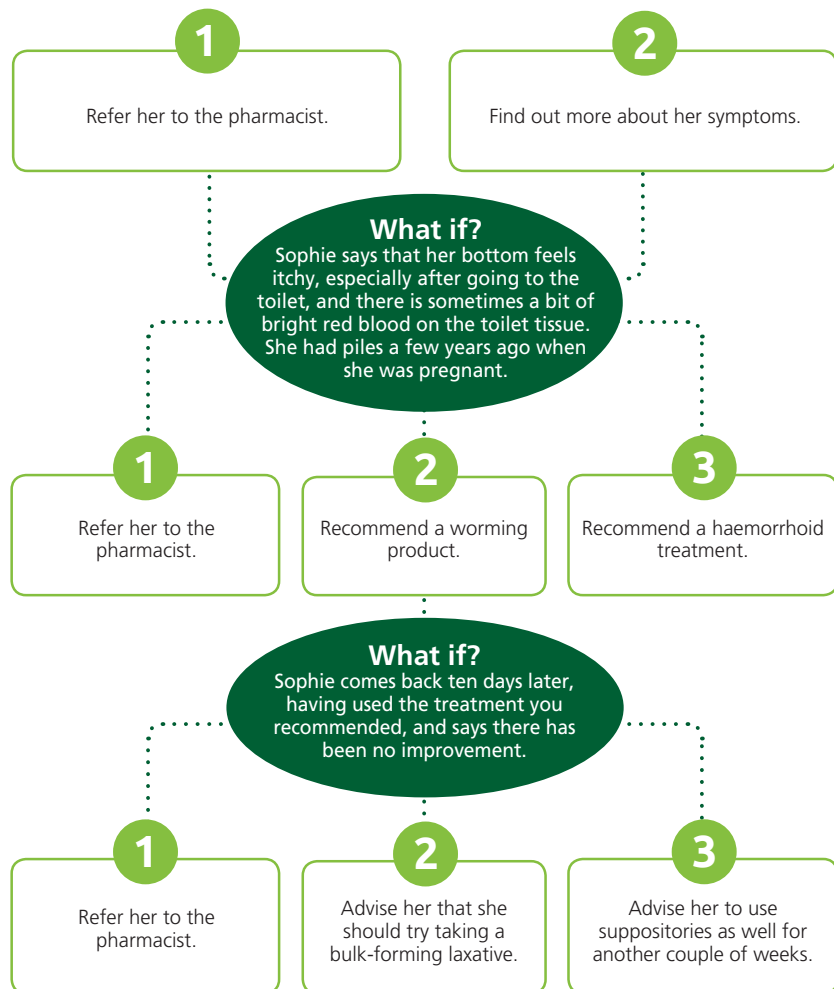 1
Refer her to the pharmacist.
2
Find out more about her symptoms.
What if?
Sophie says that her bottom feels
itchy, especially after going to the
toilet, and there is sometimes a bit of
bright red blood on the toilet tissue.
She had piles a few years ago when
she was pregnant.
1
Refer her to the
pharmacist.
2
Recommend a worming
product.
3
Recommend a haemorrhoid
treatment.
What if?
Sophie comes back ten days later,
having used the treatment you
recommended, and says there has
been no improvement.
1
Refer her to the
pharmacist.
2
Advise her that she
should try taking a
bulk-forming laxative.
3
Advise her to use
suppositories as well for
another couple of weeks.